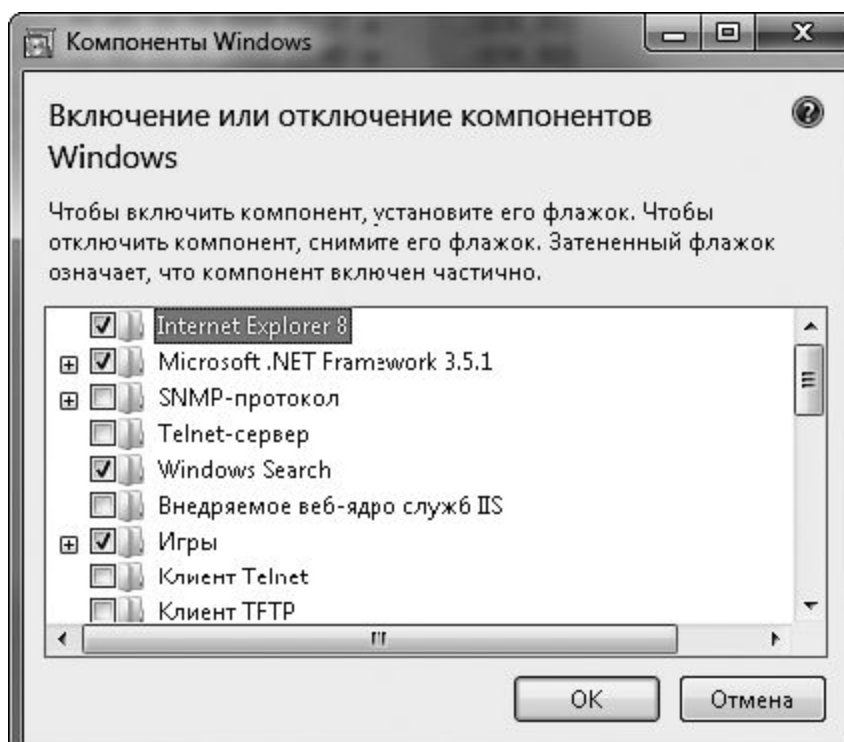 Компоненты Windows
Включение или отключение компонентов
Windows
Чтобы включить компонент, установите его флажок. Чтобы
отключить компонент, снимите его флажок. Затененный флажок
означает, что компонент включен частично.
Internet Explorer 8
Microsoft .NET Framework 3.5.1
SNMP-протокол
Telnet-сервер
Windows Search
Внедряемое веб-ядро служб IIS
Игры
Клиент Telnet
Клиент TFTP
ОК
Отмена